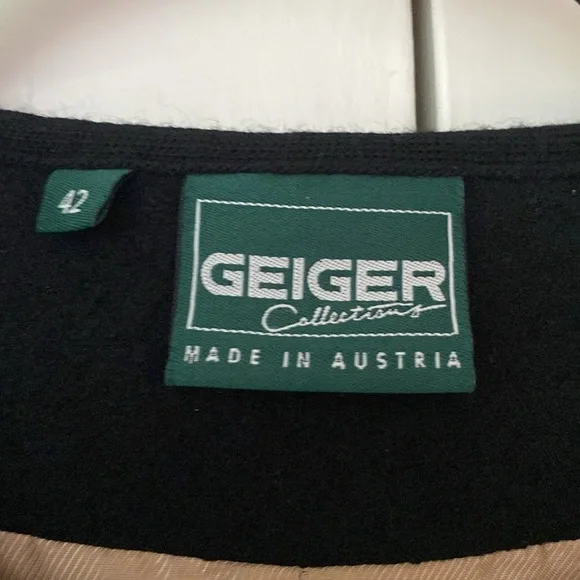 42
GEIGER
Collections
MADE IN AUSTRIA